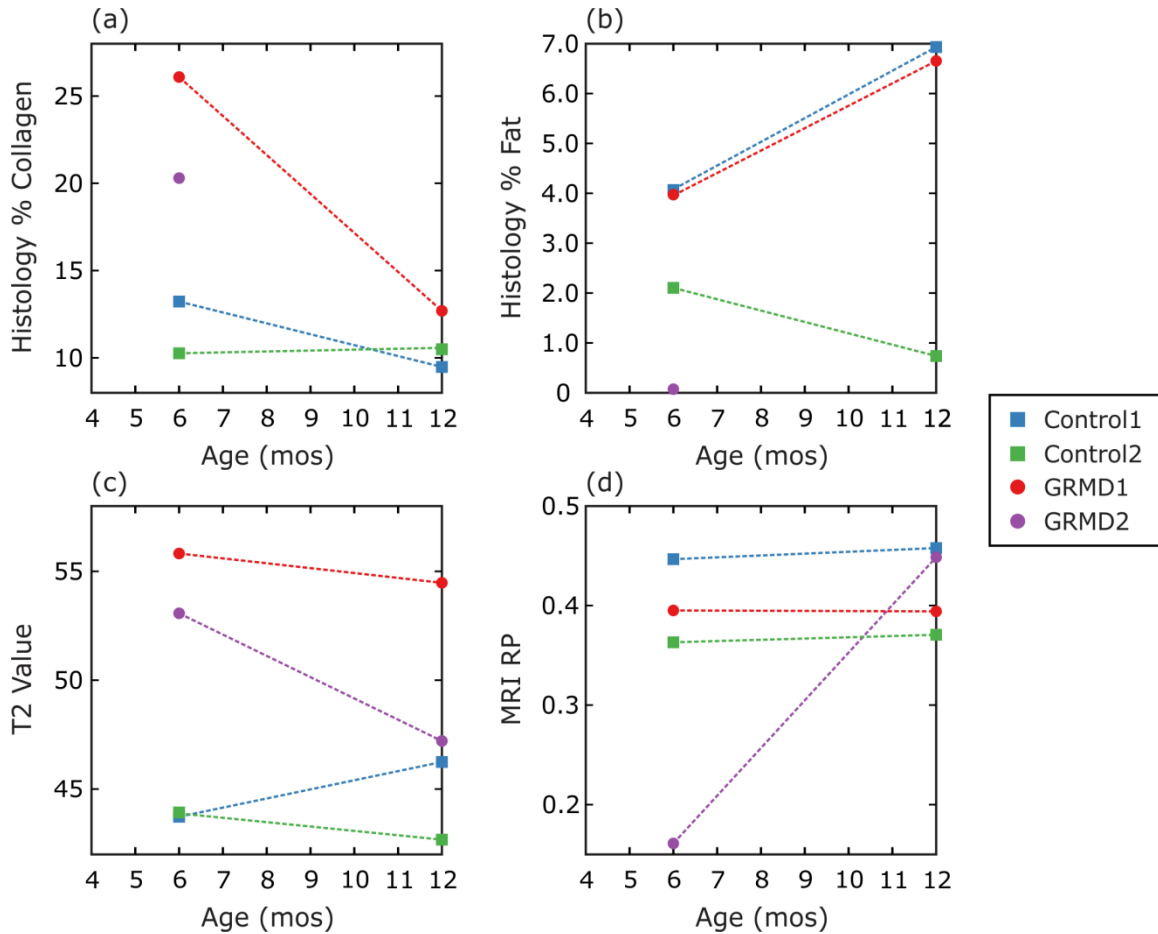 (a)
Histology % Collagen
25
20
15
10
4 5 6 7 8 9 10 11 12
Age (mos)
(b)
Histology % Fat
7.0
6.0
5.0
4.0
3.0
2.0
1.0
0
4 5 6 7 8 9 10 11 12
Age (mos)
(c)
T2 Value
55
50
45
4 5 6 7 8 9 10 11 12
Age (mos)
(d)
MRI RP
0.5
0.4
0.3
0.2
4 5 6 7 8 9 10 11 12
Age (mos)
Control1
Control2
GRMD1
GRMD2